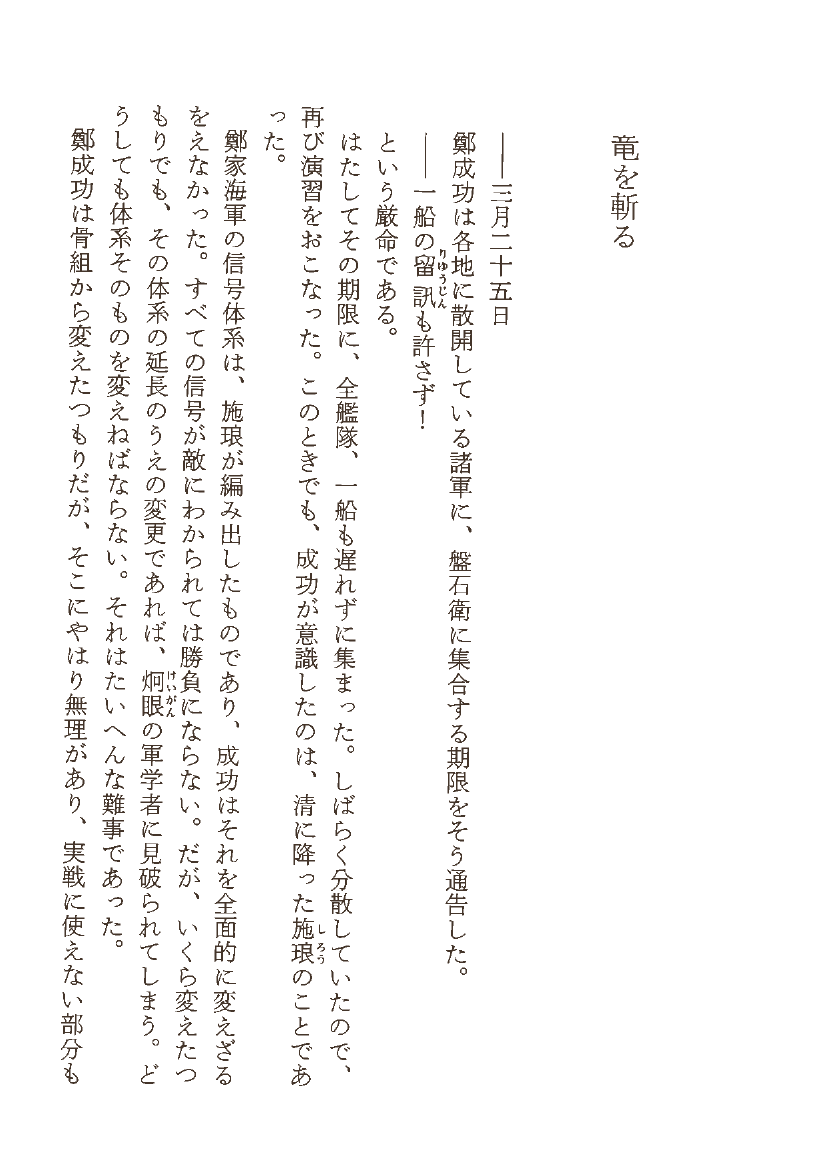 竜を斬る
――三月二十五日
鄭成功は各地に散開している諸軍に、盤石衛に集合する期限をそう通告した。
――一船の留訊も許さず！
りゆうじん
という厳命である。
はたしてその期限に、全艦隊、一船も遅れずに集まった。しばらく分散していたので、
再び演習をおこなった。このときでも、成功が意識したのは、清に降った施琅のことであ
しろう
った。
鄭家海軍の信号体系は、施琅が編み出したものであり、成功はそれを全面的に変えざる
をえなかった。すべての信号が敵にわかられては勝負にならない。だが、いくら変えたつ
もりでも、その体系の延長のうえの変更であれば、炯眼の軍学者に見破られてしまう。ど
けいがん
うしても体系そのものを変えねばならない。それはたいへんな難事であった。
鄭成功は骨組から変えたつもりだが、そこにやはり無理があり、実戦に使えない部分も